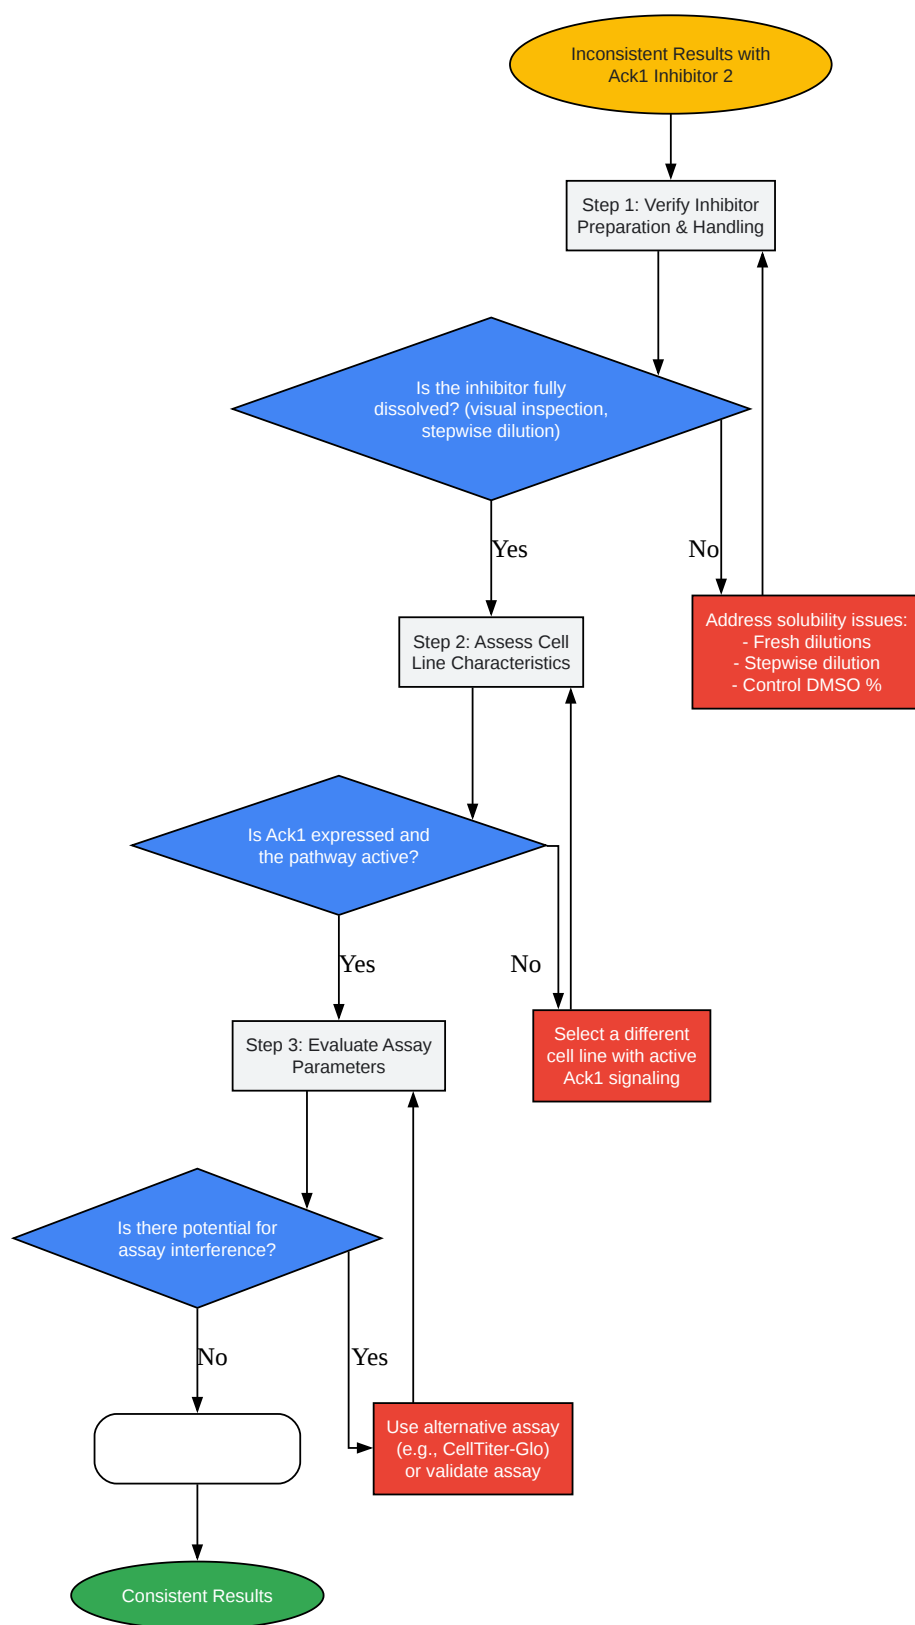 Inconsistent Results with
Ack1 Inhibitor 2
Step 1: Verify Inhibitor
Preparation & Handling
Is the inhibitor fully
dissolved? (visual inspection,
stepwise dilution)
Yes
No
Address solubility issues:
- Fresh dilutions
- Stepwise dilution
- Control DMSO %
Step 2: Assess Cell
Line Characteristics
Is Ack1 expressed and
the pathway active?
Yes
No
Select a different
cell line with active
Ack1 signaling
Step 3: Evaluate Assay
Parameters
Is there potential for
assay interference?
No
Yes
Use alternative assay
(e.g., CellTiter-Glo)
or validate assay
Consistent Results